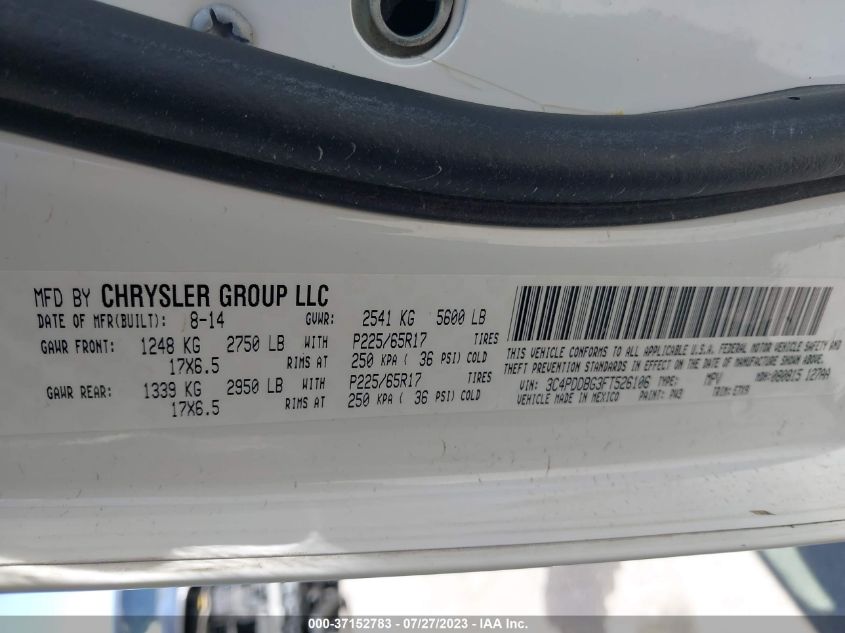 MFD BY CHRYSLER GROUP LLC
DATE OF MFR(BUILT): 8-14 GVWR: 2541 KG 5600 LB
GAWR FRONT: 1248 KG 2750 LB WITH P225/65R17 TIRES
17X6.5 RIMS AT 250 KPA ( 36 PSI) COLD
GAWR REAR: 1339 KG 2950 LB WITH P225/65R17 TIRES
17X6.5 RIMS AT 250 KPA ( 36 PSI) COLD
THIS VEHICLE CONFORMS TO ALL APPLICABLE U.S.A. FEDERAL MOTOR VEHICLE SAFETY AND
THEFT PREVENTION STANDARDS IN EFFECT ON THE DATE OF MANUFACTURE SHOWN ABOVE.
VIN: 3C4PDDBG3FT526106 TYPE: MPV MDH: 080815 127AA
VEHICLE MADE IN MEXICO PAINT: PW3 TRIM:
000-37152783 / 07/27/2023 - IAA Inc.